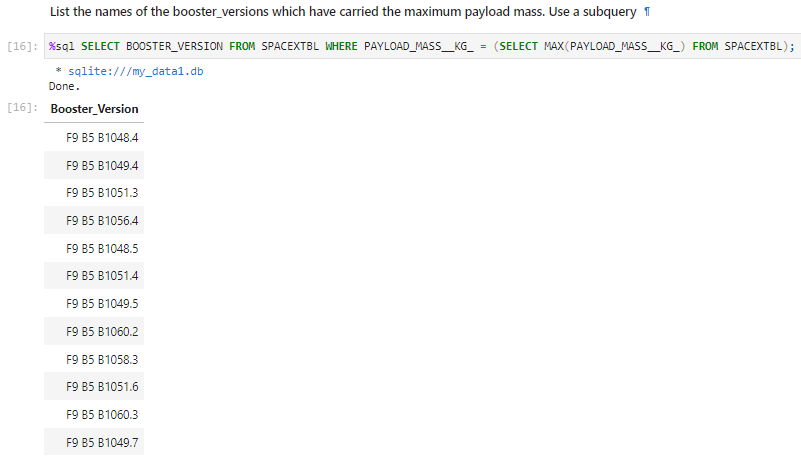 List the names of the booster_versions which have carried the maximum payload mass. Use a subquery ¶
[16]: %sql SELECT BOOSTER_VERSION FROM SPACEXTBL WHERE PAYLOAD_MASS__KG_ = (SELECT MAX(PAYLOAD_MASS__KG_) FROM SPACEXTBL);
* sqlite:///my_data1.db
Done.
[16]: Booster_Version
F9 B5 B1048.4
F9 B5 B1049.4
F9 B5 B1051.3
F9 B5 B1056.4
F9 B5 B1048.5
F9 B5 B1051.4
F9 B5 B1049.5
F9 B5 B1060.2
F9 B5 B1058.3
F9 B5 B1051.6
F9 B5 B1060.3
F9 B5 B1049.7